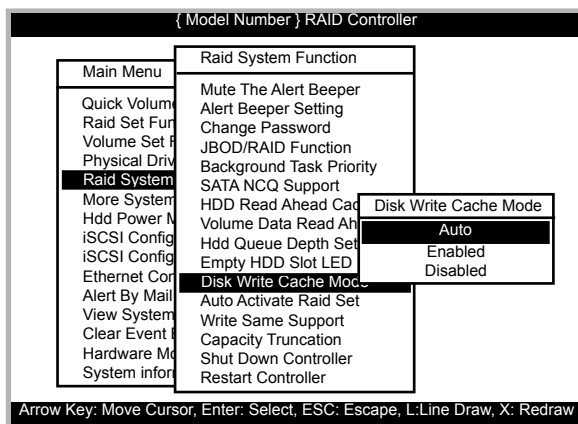 { Model Number } RAID Controller
Main Menu
Quick Volum
Raid Set Fun
Volume Set F
Physical Driv
Raid System
More System
Hdd Power M
iSCSI Config
iSCSI Config
Ethernet Con
Alert By Mail
View System
Clear Event B
Hardware Mo
System infor
Raid System Function
Mute The Alert Beeper
Alert Beeper Setting
Change Password
JBOD/RAID Function
Background Task Priority
SATA NCQ Support
HDD Read Ahead Cac
Volume Data Read Ah
Hdd Queue Depth Set
Empty HDD Slot LED
Disk Write Cache Mode
Auto Activate Raid Set
Write Same Support
Capacity Truncation
Shut Down Controller
Restart Controller
Disk Write Cache Mode
Auto
Enabled
Disabled
Arrow Key: Move Cursor, Enter: Select, ESC: Escape, L:Line Draw, X: Redraw